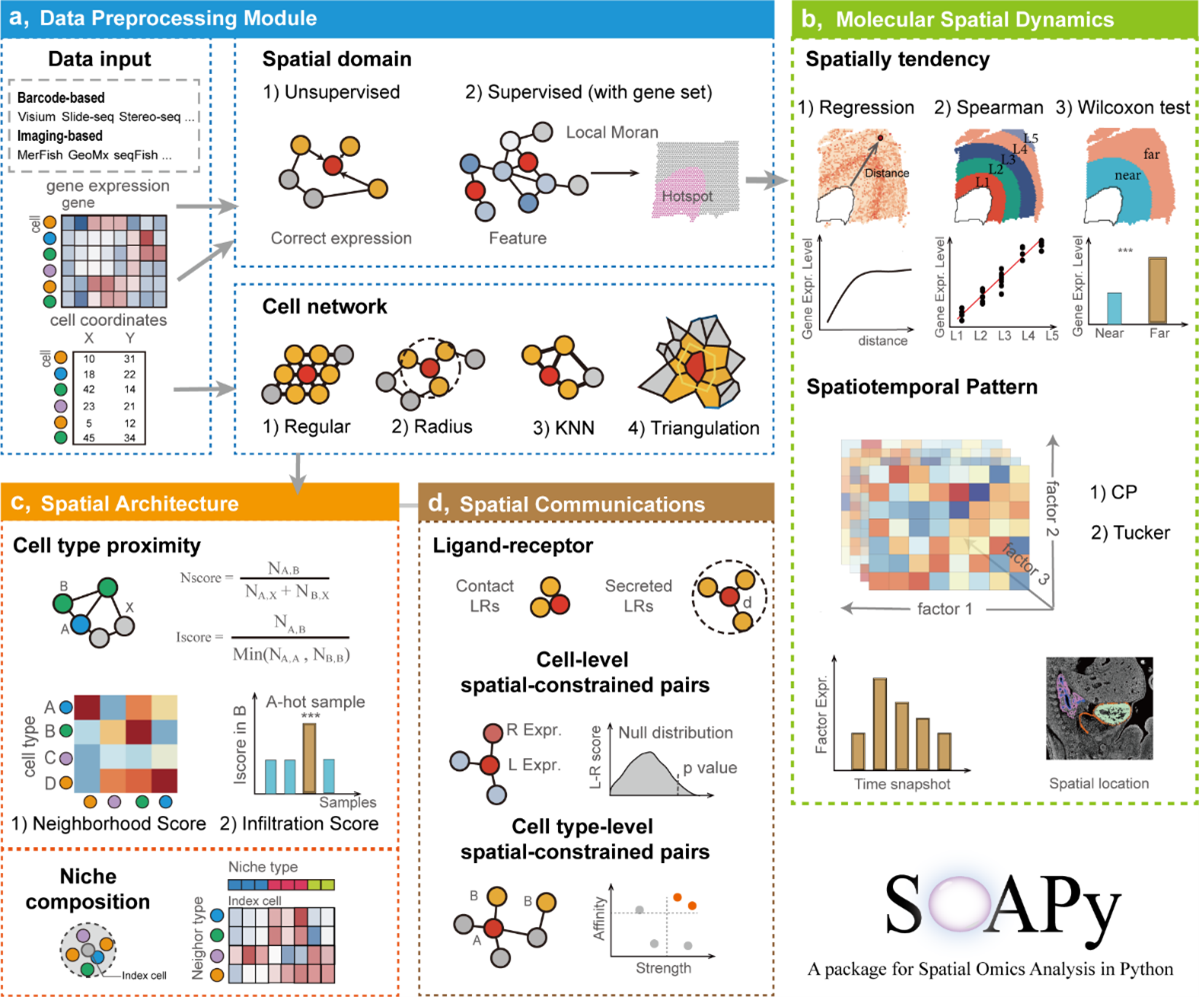 a, Data Preprocessing Module
Data input
Barcode-based
Visium Slide-seq Stereo-seq ...
Imaging-based
MerFish GeoMx seqFish ...
gene expression
gene
cell
cell coordinates
X Y
cell
10 31
18 22
42 14
23 21
5 12
45 34
Spatial domain
1) Unsupervised
2) Supervised (with gene set)
Local Moran
Hotspot
Correct expression
Feature
Cell network
1) Regular
2) Radius
3) KNN
4) Triangulation
b, Molecular Spatial Dynamics
Spatially tendency
1) Regression
2) Spearman
3) Wilcoxon test
Distance
L1
L2
L3
L4
L5
near
far
Gene Expr. Level
distance
Gene Expr. Level
L1 L2 L3 L4 L5
Gene Expr. Level
***
Near Far
Spatiotemporal Pattern
factor 1
factor 2
factor 3
1) CP
2) Tucker
Factor Expr.
Time snapshot
Spatial location
c, Spatial Architecture
Cell type proximity
B
X
A
Nscore = N_A,B / (N_A,X + N_B,X)
Iscore = N_A,B / Min(N_A,A , N_B,B)
cell type
A
B
C
D
A-hot sample
***
Iscore in B
Samples
1) Neighborhood Score
2) Infiltration Score
Niche
composition
Index cell
Niche type
Index cell
Neighor type
d, Spatial Communications
Ligand-receptor
Contact
LRs
Secreted
LRs
d
Cell-level
spatial-constrained pairs
R Expr.
L Expr.
L-R score
Null distribution
p value
Cell type-level
spatial-constrained pairs
B
B
A
Affinity
Strength
SOAPy
A package for Spatial Omics Analysis in Python